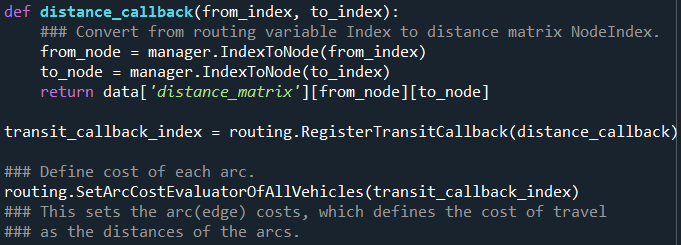 def distance_callback(from_index, to_index):
    ### Convert from routing variable Index to distance matrix NodeIndex.
    from_node = manager.IndexToNode(from_index)
    to_node = manager.IndexToNode(to_index)
    return data['distance_matrix'][from_node][to_node]

transit_callback_index = routing.RegisterTransitCallback(distance_callback)

### Define cost of each arc.
routing.SetArcCostEvaluatorOfAllVehicles(transit_callback_index)
### This sets the arc(edge) costs, which defines the cost of travel
### as the distances of the arcs.